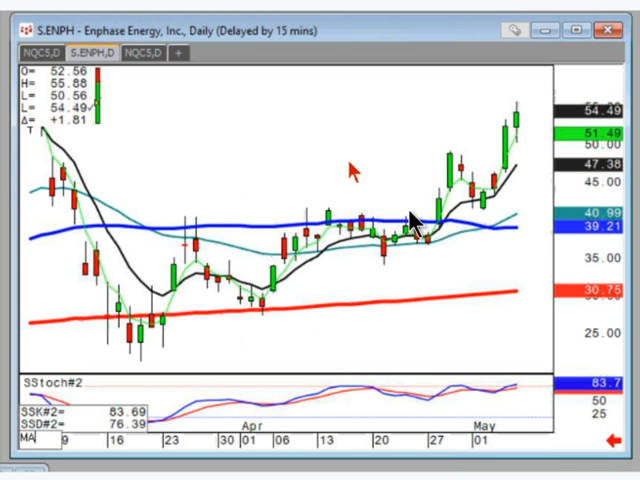 S.ENPH - Enphase Energy, Inc., Daily (Delayed by 15 mins)
NQC5,D S.ENPH,D NQC5,D +
O= 52.56
H= 55.88
L= 50.56
L= 54.49
Δ= +1.81
54.49
51.49
50.00
47.38
45.00
40.99
39.21
35.00
30.75
25.00
SStoch#2
83.7
50
25
SSK#2= 83.69
SSD#2= 76.39
Apr May
MA 9 16 23 30 01 06 13 20 27 01